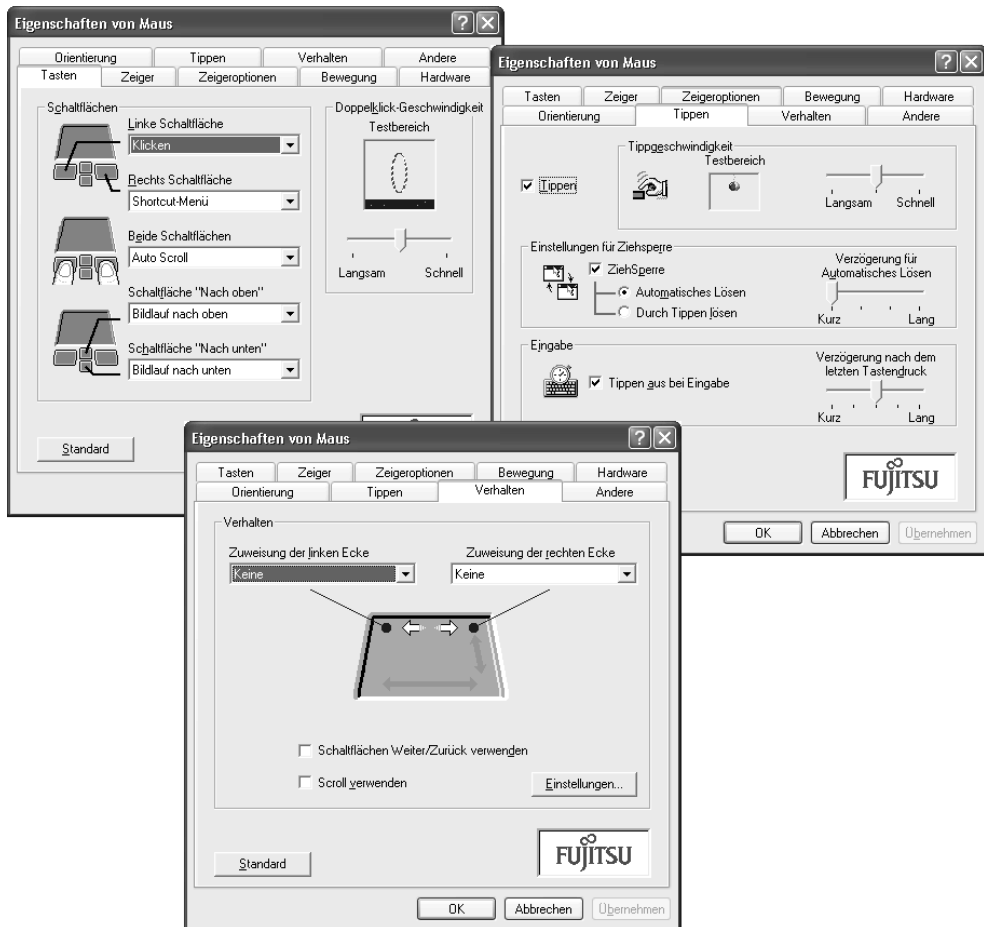 Eigenschaften von Maus
Orientierung Tippen Verhalten Andere
Tasten Zeiger Zeigeroptionen Bewegung Hardware
Schaltflächen
Linke Schaltfläche
Klicken
Rechts Schaltfläche
Shortcut-Menü
Beide Schaltflächen
Auto Scroll
Schaltfläche "Nach oben"
Bildlauf nach oben
Schaltfläche "Nach unten"
Bildlauf nach unten
Doppelklick-Geschwindigkeit
Testbereich
Langsam Schnell
Standard
Eigenschaften von Maus
Tasten Zeiger Zeigeroptionen Bewegung Hardware
Orientierung Tippen Verhalten Andere
Tippen
Tippgeschwindigkeit
Testbereich
Langsam Schnell
Einstellungen für Ziehsperre
ZiehSperre
Automatisches Lösen
Durch Tippen lösen
Verzögerung für
Automatisches Lösen
Kurz Lang
Eingabe
Tippen aus bei Eingabe
Verzögerung nach dem
letzten Tastendruck
Kurz Lang
FUJITSU
OK Abbrechen Übernehmen
Eigenschaften von Maus
Tasten Zeiger Zeigeroptionen Bewegung Hardware
Orientierung Tippen Verhalten Andere
Verhalten
Zuweisung der linken Ecke Zuweisung der rechten Ecke
Keine Keine
Schaltflächen Weiter/Zurück verwenden
Scroll verwenden
Einstellungen...
Standard
FUJITSU
OK Abbrechen Übernehmen